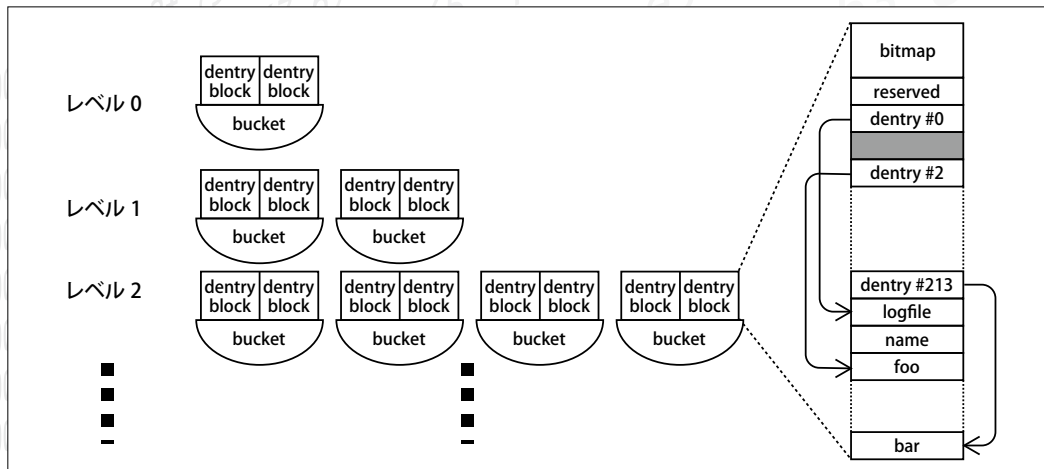 レベル 0
dentry block
dentry block
bucket
レベル 1
dentry block
dentry block
bucket
dentry block
dentry block
bucket
レベル 2
dentry block
dentry block
bucket
dentry block
dentry block
bucket
dentry block
dentry block
bucket
dentry block
dentry block
bucket
bitmap
reserved
dentry #0
dentry #2
dentry #213
logfile
name
foo
bar